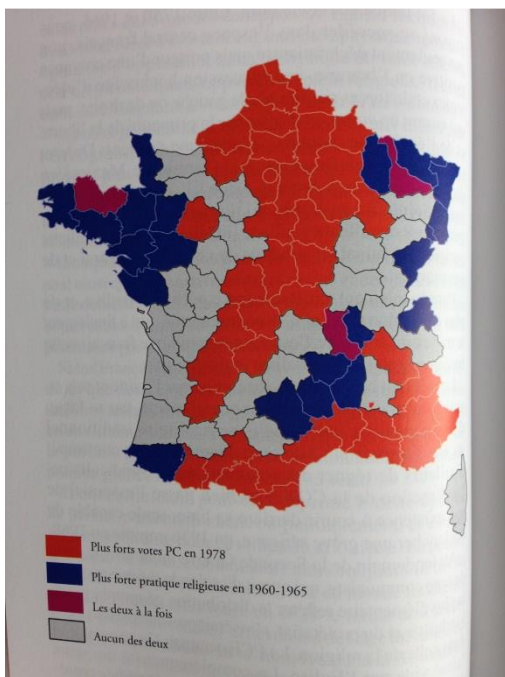 Plus forts votes PC en 1978
Plus forte pratique religieuse en 1960-1965
Les deux à la fois
Aucun des deux